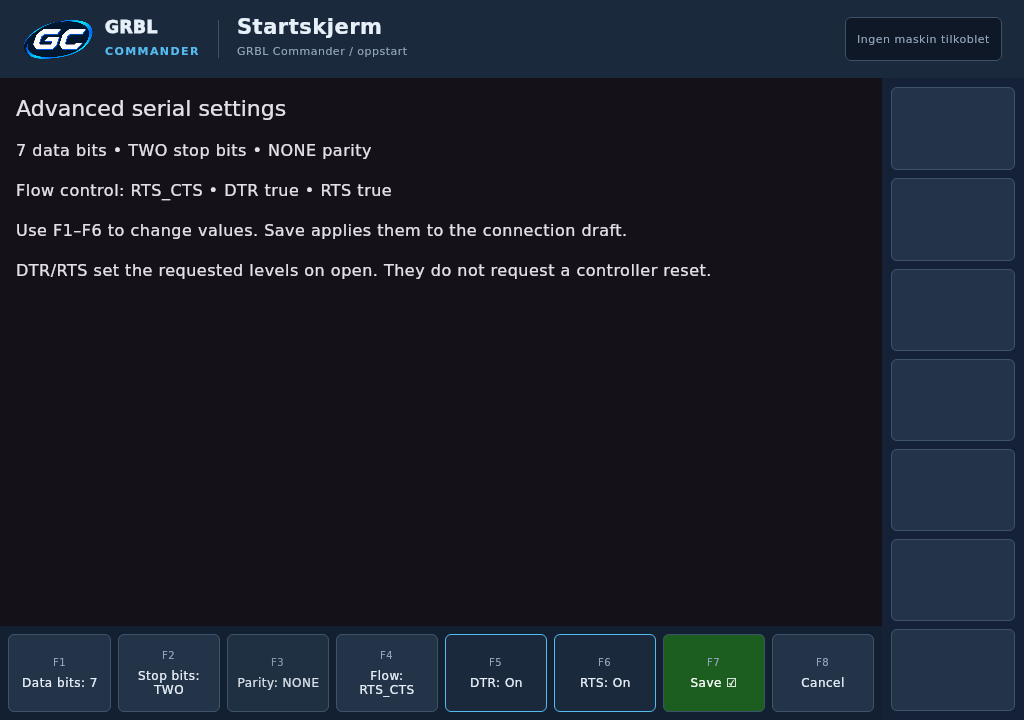 GC
GRBL
COMMANDER
Startskjerm
GRBL Commander / oppstart
Ingen maskin tilkoblet
Advanced serial settings
7 data bits • TWO stop bits • NONE parity
Flow control: RTS_CTS • DTR true • RTS true
Use F1–F6 to change values. Save applies them to the connection draft.
DTR/RTS set the requested levels on open. They do not request a controller reset.
F1
Data bits: 7
F2
Stop bits:
TWO
F3
Parity: NONE
F4
Flow:
RTS_CTS
F5
DTR: On
F6
RTS: On
F7
Save ☑
F8
Cancel